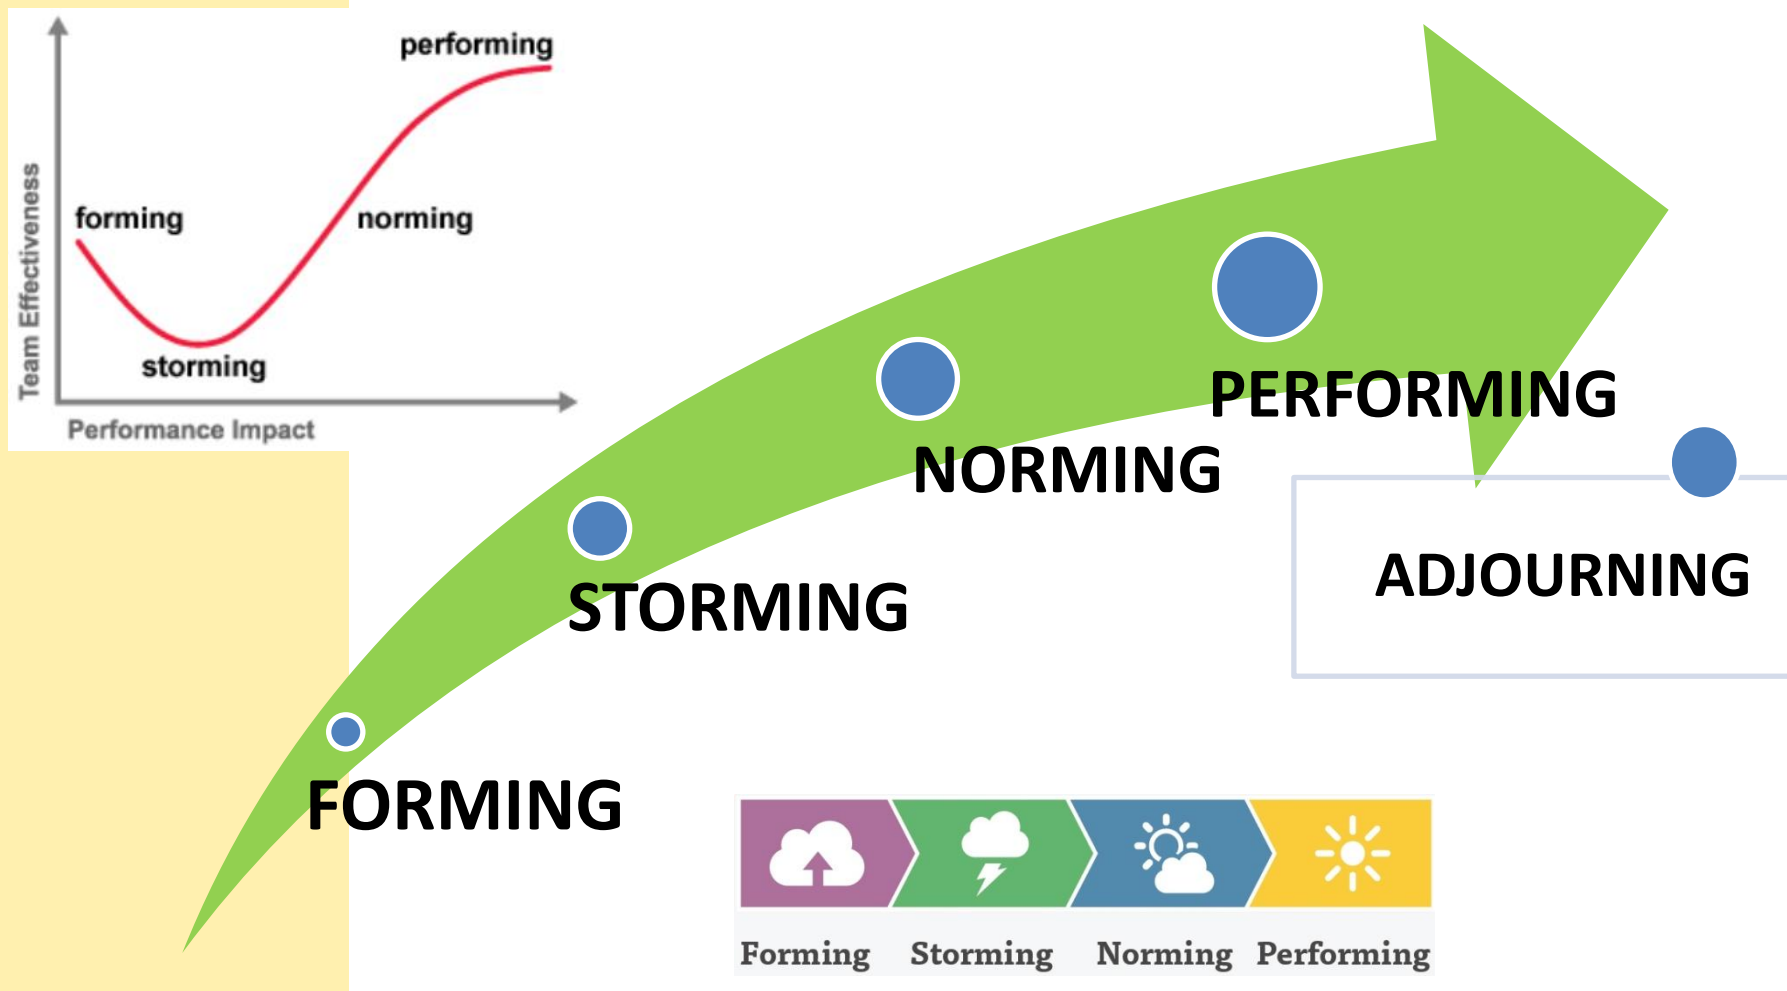 performing
forming
norming
storming
Team Effectiveness
Performance Impact
PERFORMING
NORMING
ADJOURNING
STORMING
FORMING
Forming Storming Norming Performing